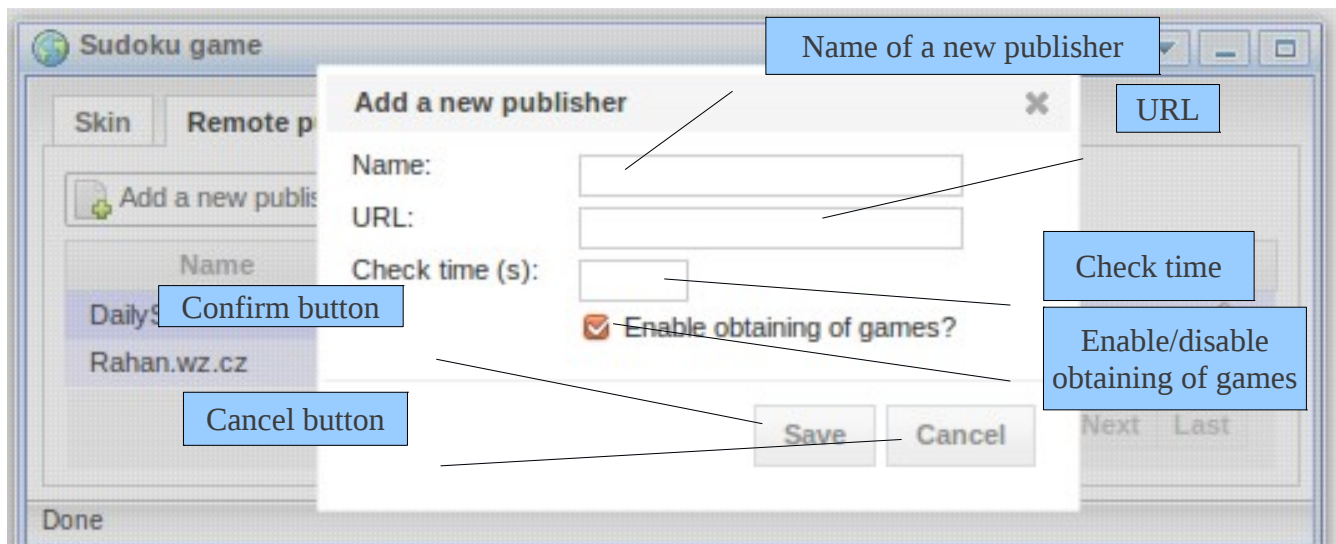 Sudoku game
Name of a new publisher
Add a new publisher
URL
Skin
Remote p
Name:
Add a new publis
URL:
Name
Check time (s):
Check time
Confirm button
Daily
Enable obtaining of games?
Enable/disable
obtaining of games
Rahan.wz.cz
Cancel button
Save
Cancel
Next
Last
Done